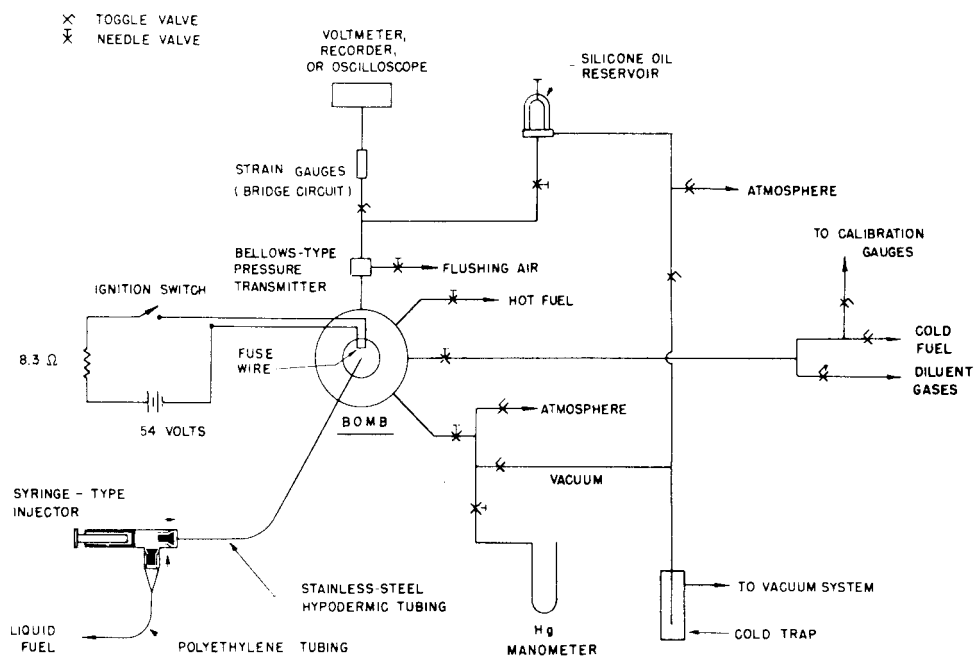 TOGGLE VALVE
NEEDLE VALVE
VOLTMETER,
RECORDER,
OR OSCILLOSCOPE
SILICONE OIL
RESERVOIR
STRAIN GAUGES
( BRIDGE CIRCUIT )
ATMOSPHERE
TO CALIBRATION
GAUGES
BELLOWS-TYPE
PRESSURE
TRANSMITTER
FLUSHING AIR
IGNITION SWITCH
HOT FUEL
8.3 Ω
FUSE
WIRE
COLD
FUEL
DILUENT
GASES
54 VOLTS
BOMB
ATMOSPHERE
VACUUM
SYRINGE - TYPE
INJECTOR
STAINLESS-STEEL
HYPODERMIC TUBING
TO VACUUM SYSTEM
LIQUID
FUEL
POLYETHYLENE TUBING
Hg
MANOMETER
COLD TRAP